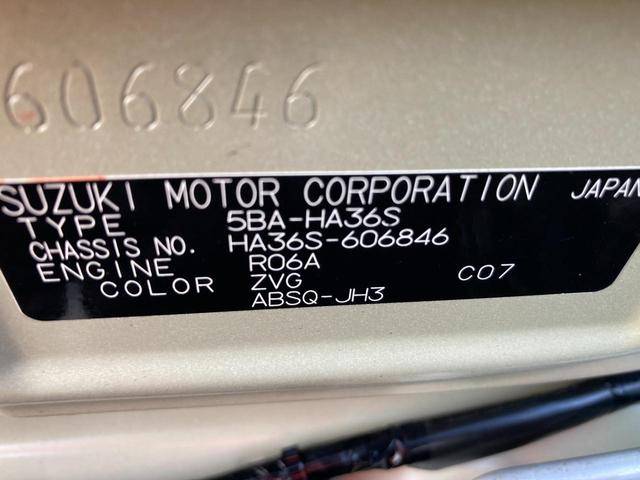 606846
SUZUKI MOTOR CORPORATION JAPAN
TYPE 5BA-HA36S
CHASSIS NO. HA36S-606846
ENGINE R06A
COLOR ZVG C07
ABSQ-JH3